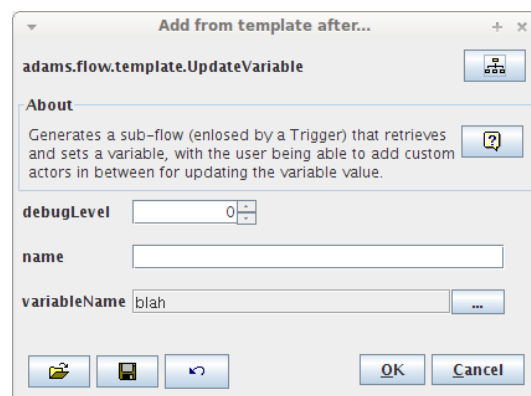 Add from template after...
adams.flow.template.UpdateVariable
About
Generates a sub-flow (enlosed by a Trigger) that retrieves
and sets a variable, with the user being able to add custom
actors in between for updating the variable value.
debugLevel 0
name
variableName blah ...
OK Cancel